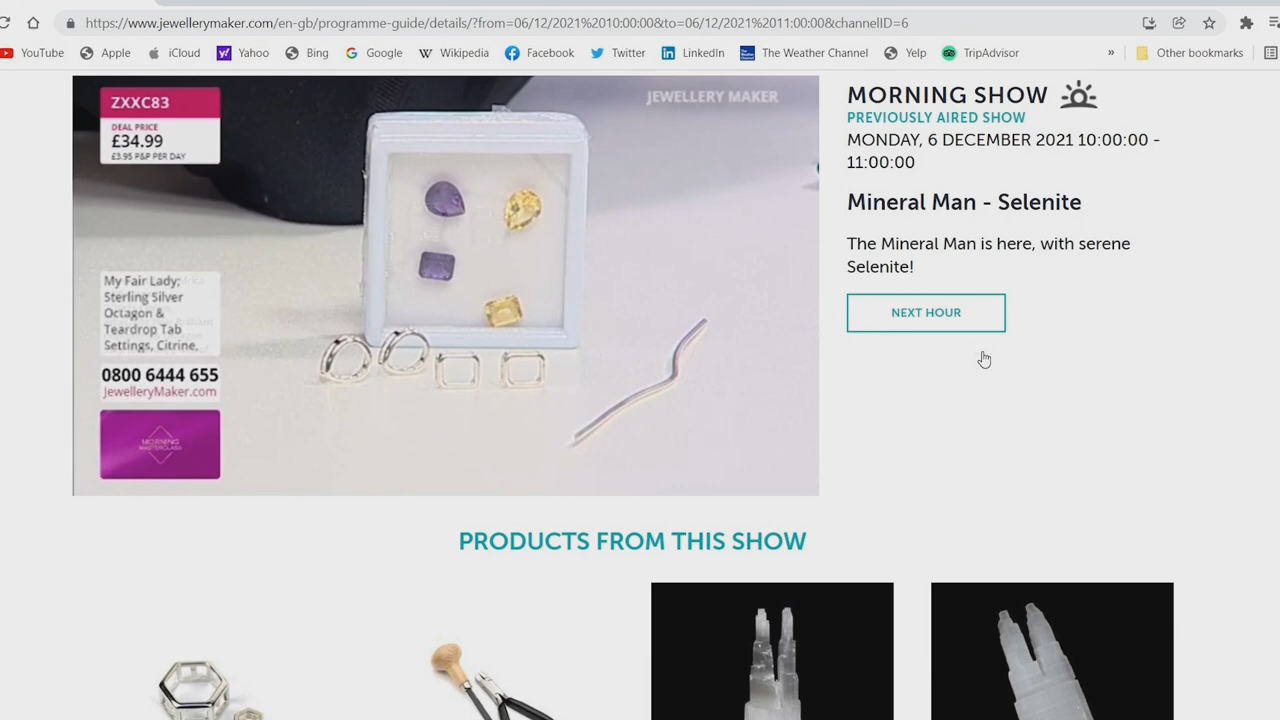 https://www.jewellerymaker.com/en-gb/programme-guide/details/?from=06/12/2021%2010:00:00&to=06/12/2021%2011:00:00&channelID=6
YouTube
Apple
iCloud
Yahoo
Bing
Google
Wikipedia
Facebook
Twitter
LinkedIn
The Weather Channel
Yelp
TripAdvisor
»
Other bookmarks
ZXXC83
DEAL PRICE
£34.99
£3.95 P&P PER DAY
JEWELLERY MAKER
My Fair Lady;
Sterling Silver
Octagon &
Teardrop Tab
Settings, Citrine,
0800 6444 655
JewelleryMaker.com
MORNING
MASTERCLASS
MORNING SHOW
PREVIOUSLY AIRED SHOW
MONDAY, 6 DECEMBER 2021 10:00:00 -
11:00:00
Mineral Man - Selenite
The Mineral Man is here, with serene
Selenite!
NEXT HOUR
PRODUCTS FROM THIS SHOW